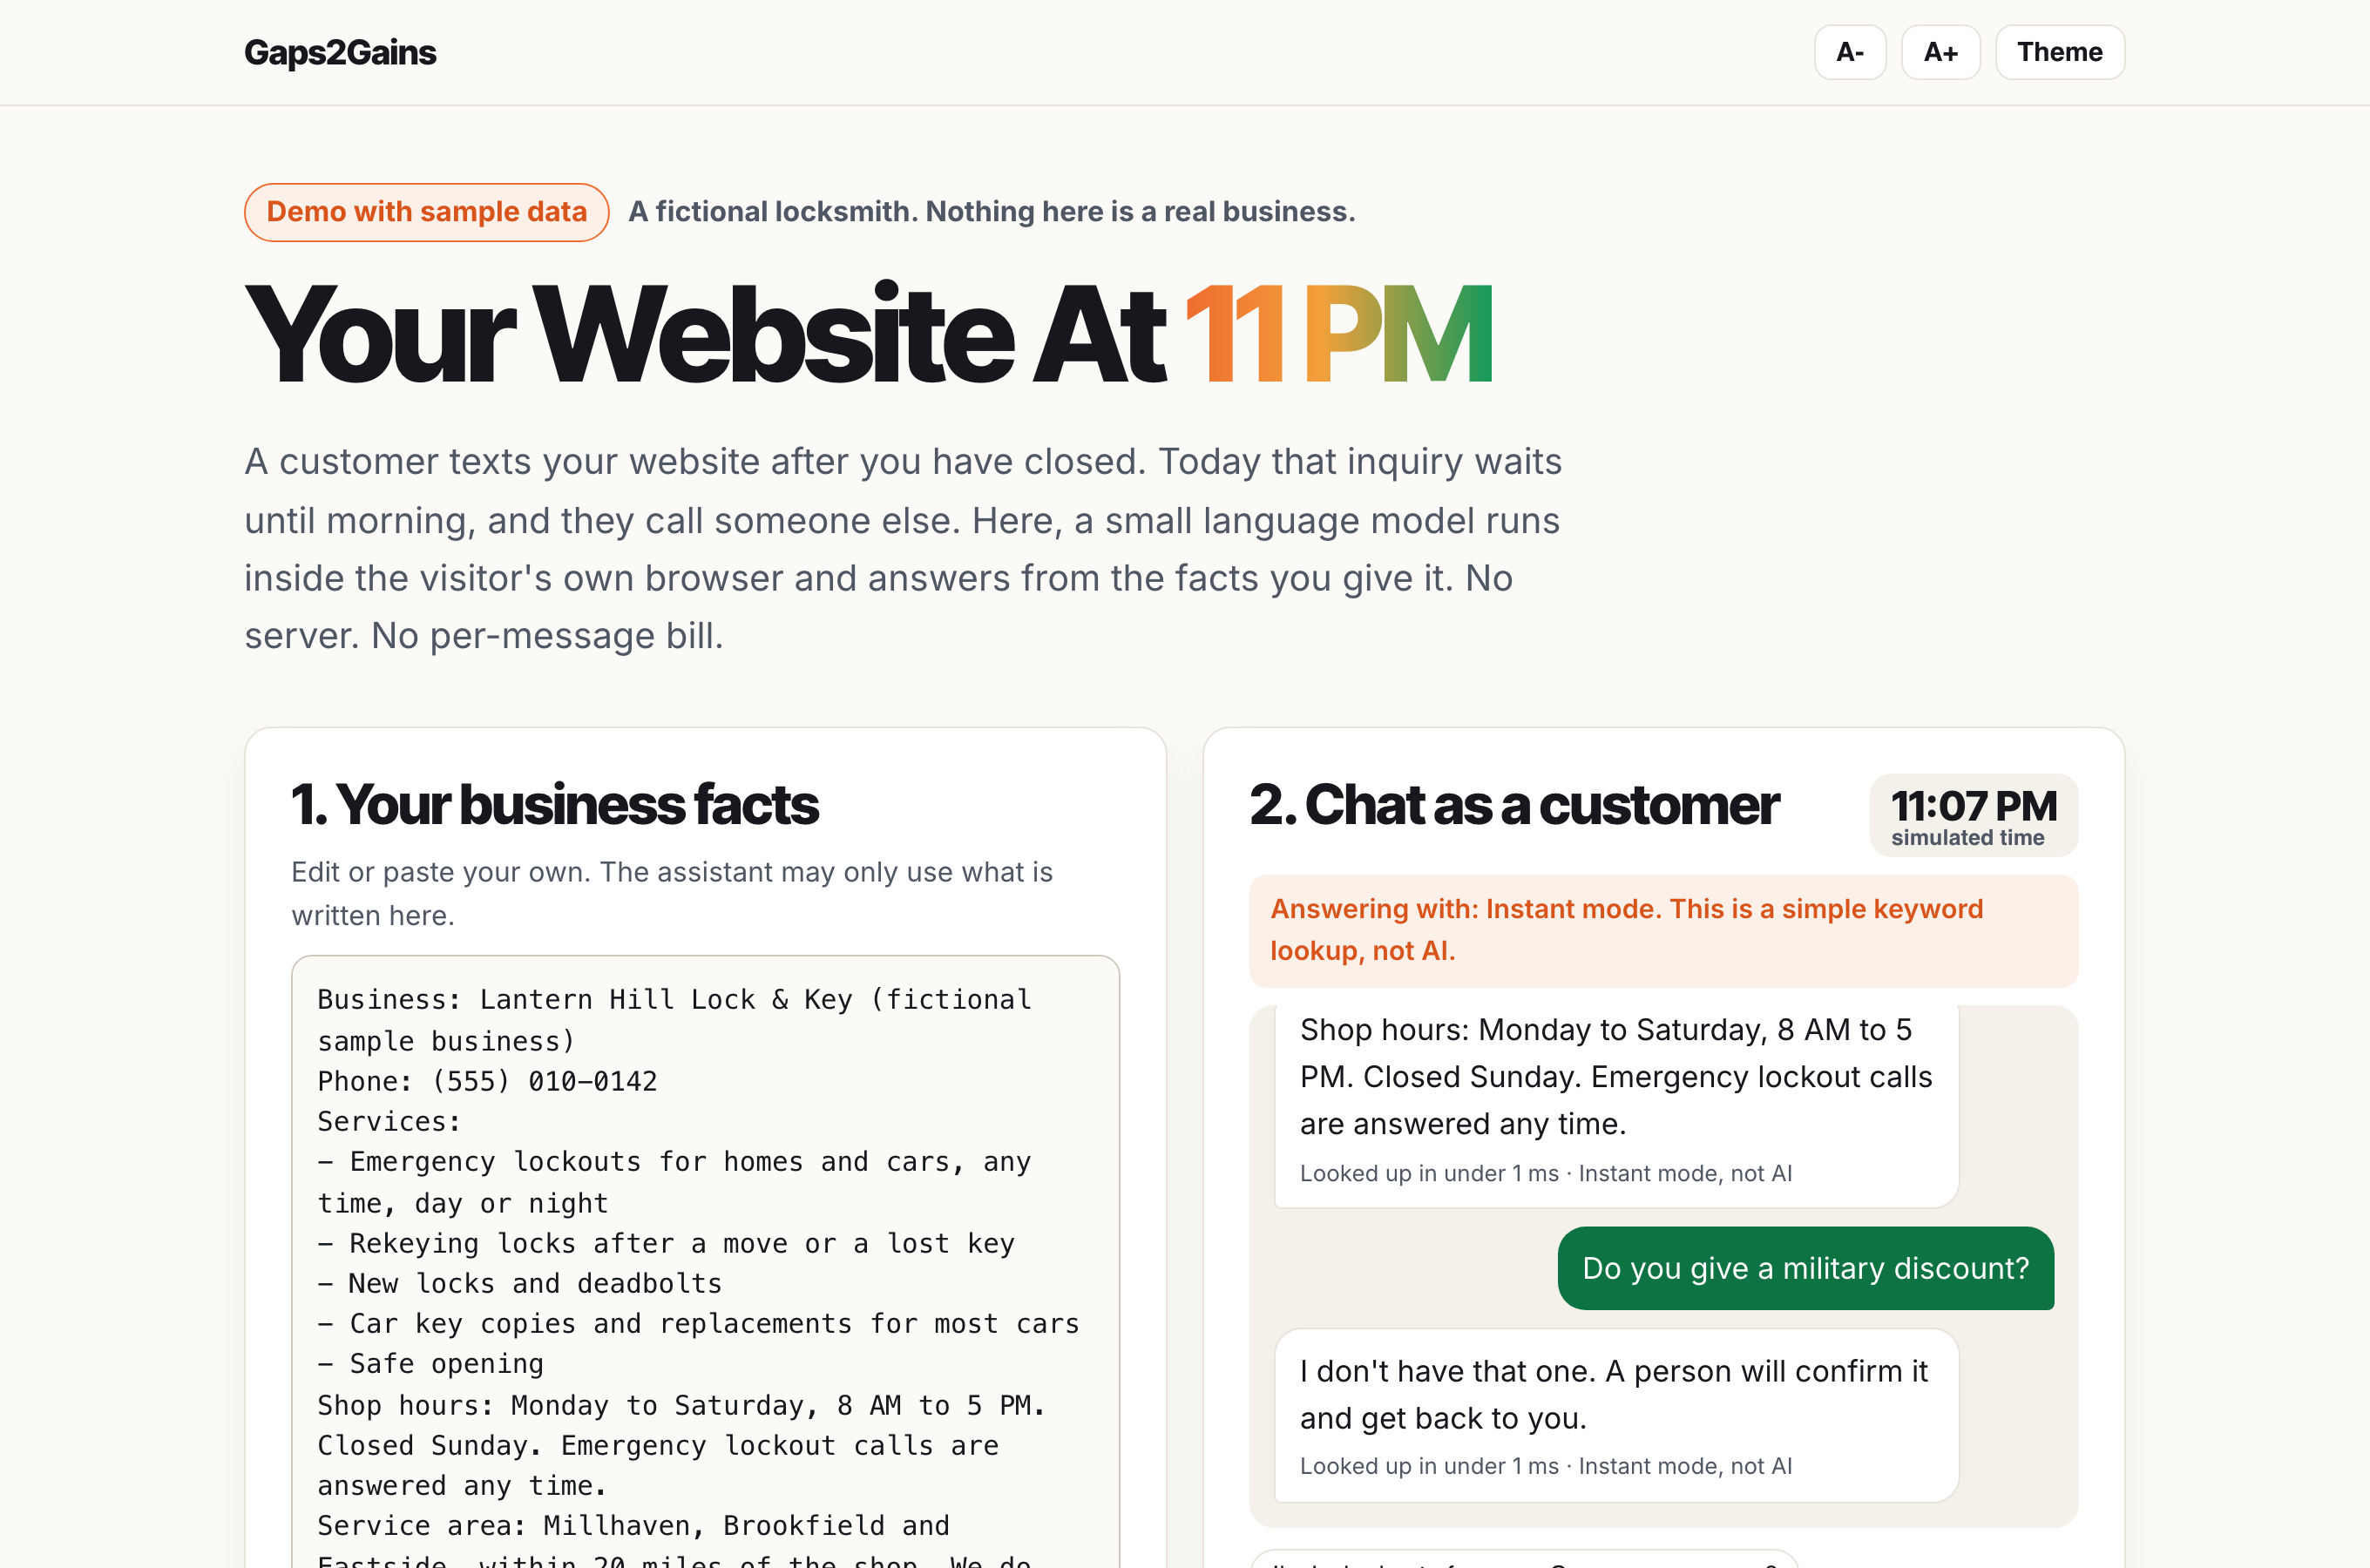 Gaps2Gains
A-
A+
Theme
Demo with sample data
A fictional locksmith. Nothing here is a real business.
Your Website At 11 PM
A customer texts your website after you have closed. Today that inquiry waits
until morning, and they call someone else. Here, a small language model runs
inside the visitor's own browser and answers from the facts you give it. No
server. No per-message bill.
1. Your business facts
Edit or paste your own. The assistant may only use what is
written here.
Business: Lantern Hill Lock & Key (fictional
sample business)
Phone: (555) 010-0142
Services:
- Emergency lockouts for homes and cars, any
time, day or night
- Rekeying locks after a move or a lost key
- New locks and deadbolts
- Car key copies and replacements for most cars
- Safe opening
Shop hours: Monday to Saturday, 8 AM to 5 PM.
Closed Sunday. Emergency lockout calls are
answered any time.
Service area: Millhaven, Brookfield and
Eastside, within 20 miles of the shop. We do
2. Chat as a customer
11:07 PM
simulated time
Answering with: Instant mode. This is a simple keyword
lookup, not AI.
Shop hours: Monday to Saturday, 8 AM to 5
PM. Closed Sunday. Emergency lockout calls
are answered any time.
Looked up in under 1 ms · Instant mode, not AI
Do you give a military discount?
I don't have that one. A person will confirm it
and get back to you.
Looked up in under 1 ms · Instant mode, not AI